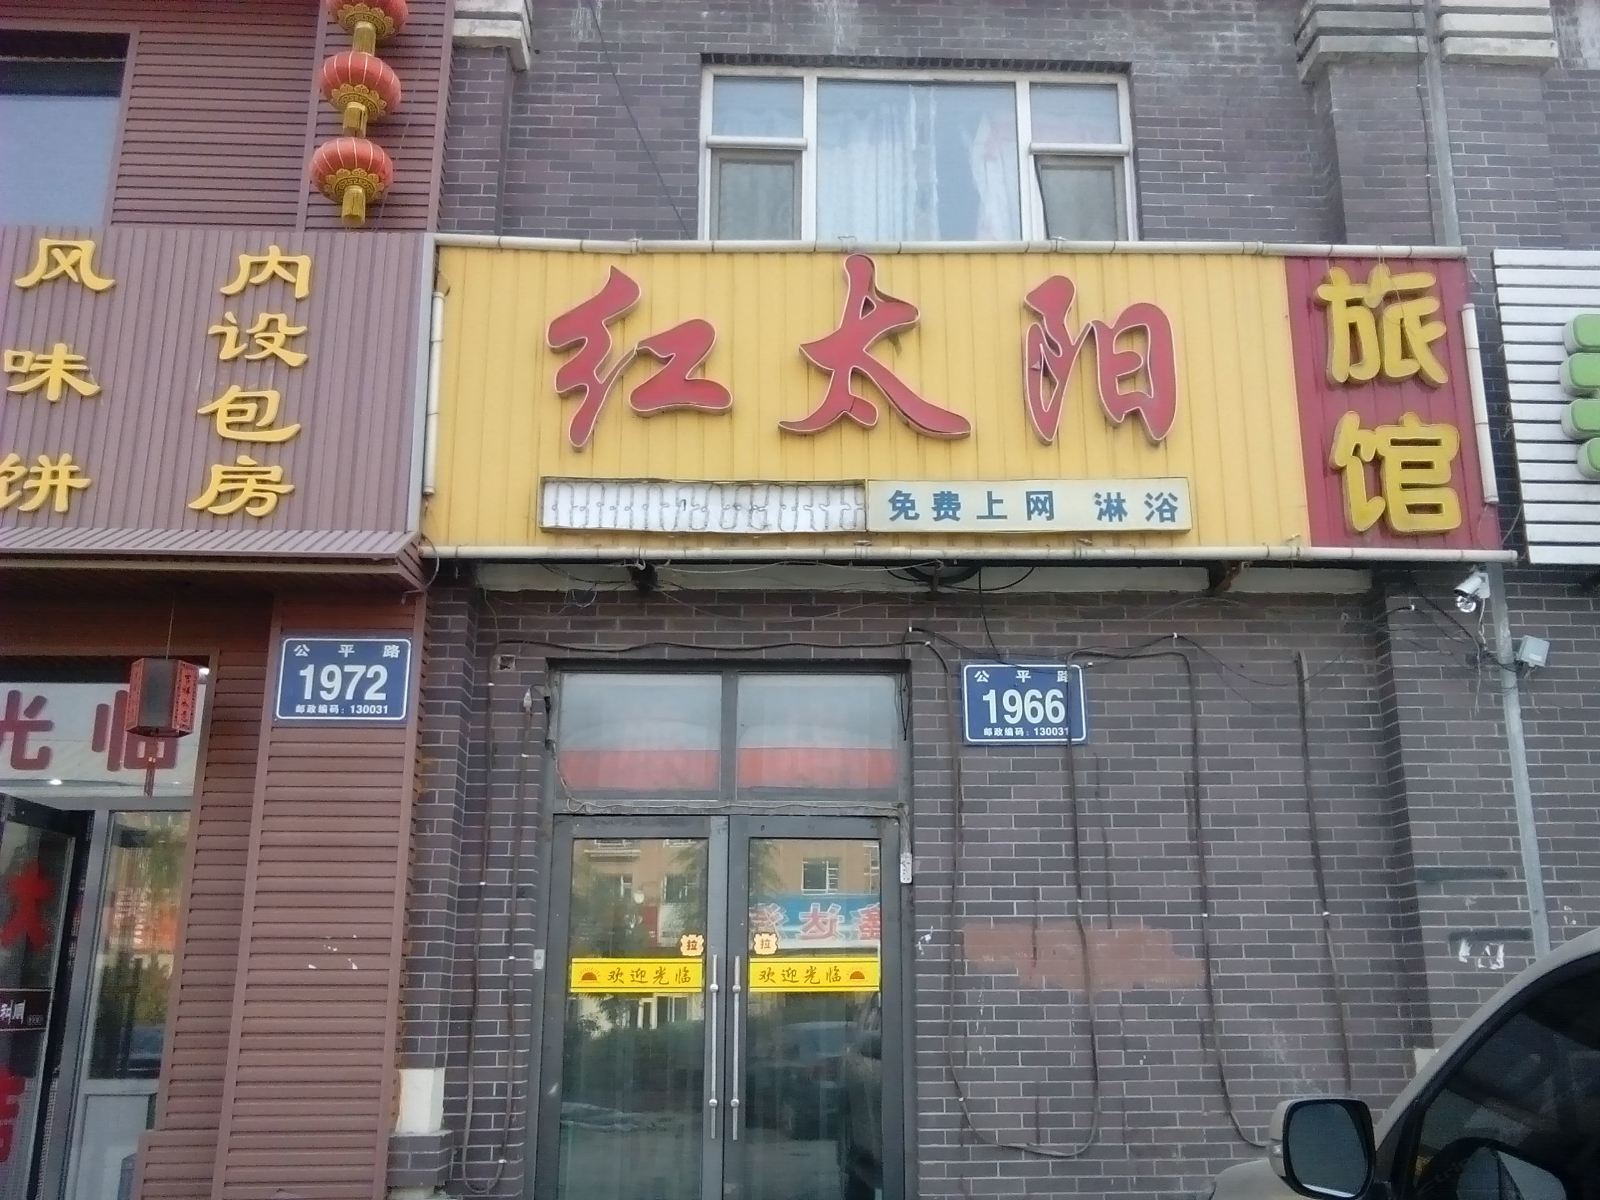 风味饼
内设包房
红太阳
旅馆
免费上网 淋浴
公平路
1972
邮政编码:130031
公平路
1966
邮政编码:130031
光临
拉
拉
欢迎光临
欢迎光临